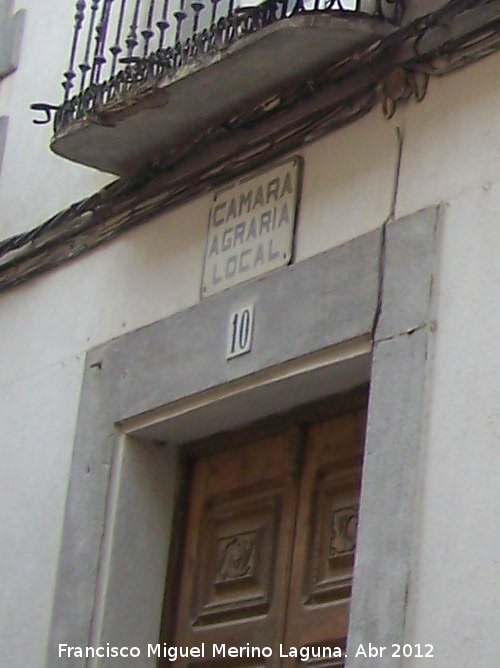 CAMARA
AGRARIA
LOCAL.
10
Francisco Miguel Merino Laguna. Abr 2012